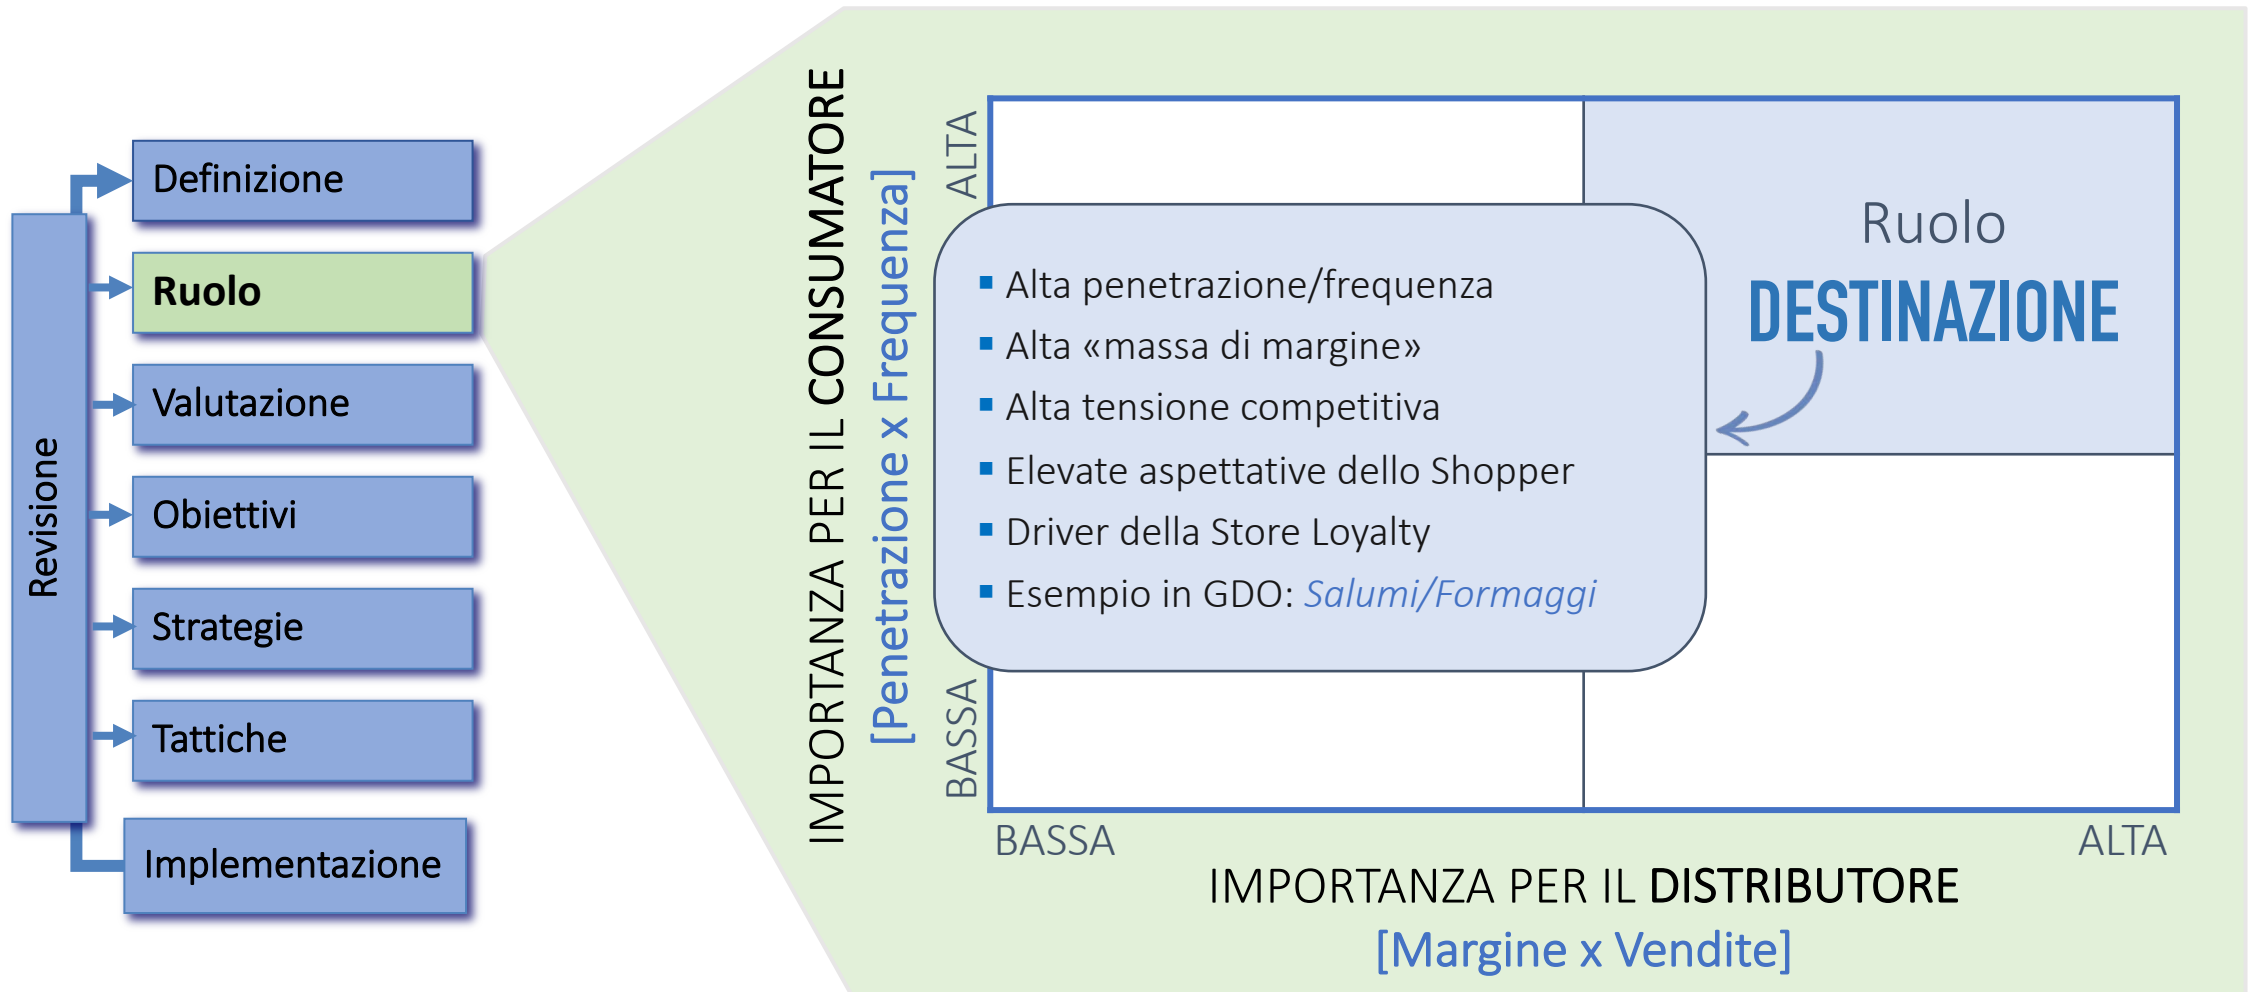 Revisione
Definizione
Ruolo
Valutazione
Obiettivi
Strategie
Tattiche
Implementazione
IMPORTANZA PER IL CONSUMATORE
[Penetrazione x Frequenza]
ALTA
BASSA
Ruolo
DESTINAZIONE
▪ Alta penetrazione/frequenza
▪ Alta «massa di margine»
▪ Alta tensione competitiva
▪ Elevate aspettative dello Shopper
▪ Driver della Store Loyalty
▪ Esempio in GDO: Salumi/Formaggi
BASSA
ALTA
IMPORTANZA PER IL DISTRIBUTORE
[Margine x Vendite]